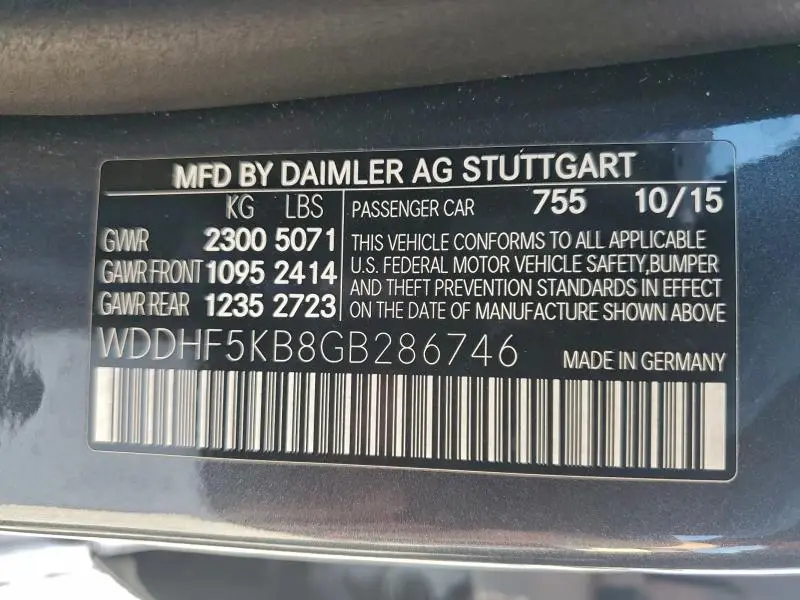 MFD BY DAIMLER AG STUTTGART
KG LBS
GVWR 2300 5071
GAWR FRONT 1095 2414
GAWR REAR 1235 2723
PASSENGER CAR 755 10/15
THIS VEHICLE CONFORMS TO ALL APPLICABLE
U.S. FEDERAL MOTOR VEHICLE SAFETY,BUMPER
AND THEFT PREVENTION STANDARDS IN EFFECT
ON THE DATE OF MANUFACTURE SHOWN ABOVE
WDDHF5KB8GB286746
MADE IN GERMANY